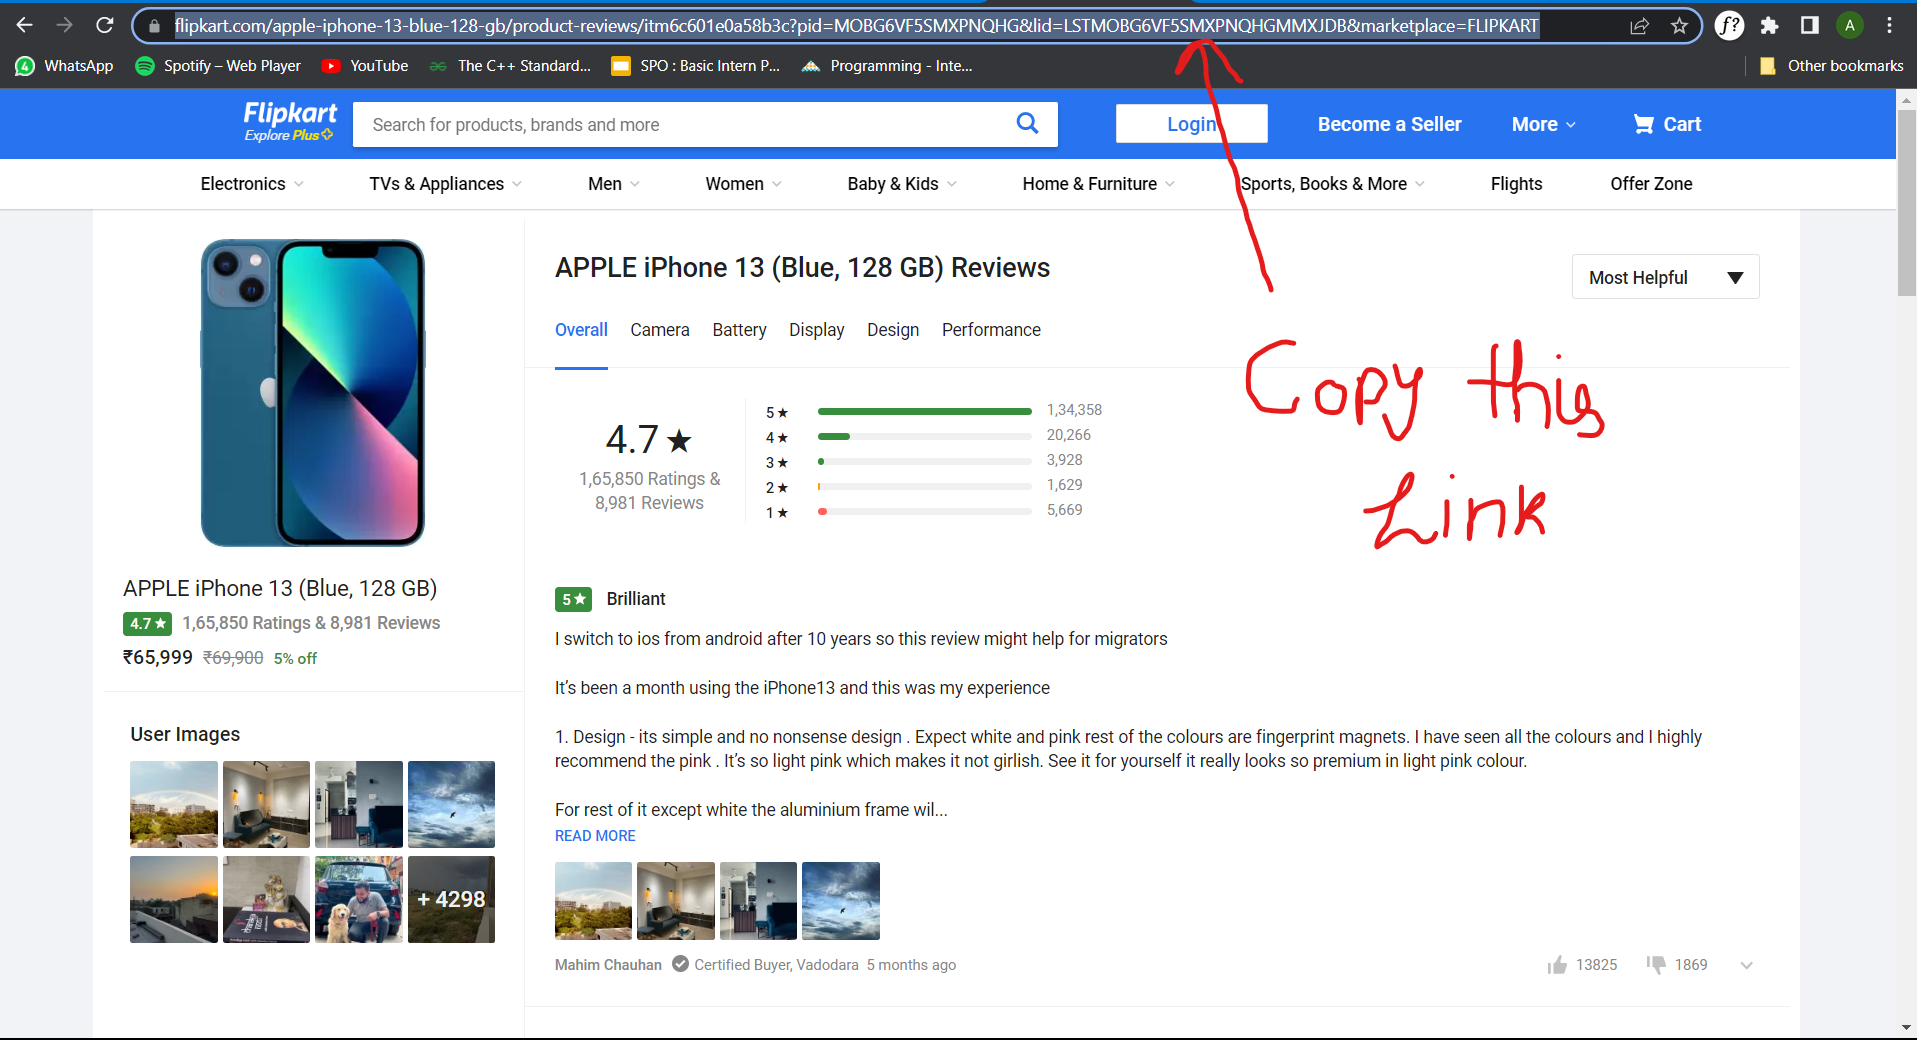 flipkart.com/apple-iphone-13-blue-128-gb/product-reviews/itm6c601e0a58b3c?pid=MOBG6VF5SMXPNQHG&lid=LSTMOBG6VF5SMXPNQHGMMXJDB&marketplace=FLIPKART
f?
A
4 WhatsApp
Spotify – Web Player
YouTube
The C++ Standard...
SPO : Basic Intern P...
Programming - Inte...
Other bookmarks
Flipkart
Explore Plus
Search for products, brands and more
Login
Become a Seller
More
Cart
Electronics
TVs & Appliances
Men
Women
Baby & Kids
Home & Furniture
Sports, Books & More
Flights
Offer Zone
APPLE iPhone 13 (Blue, 128 GB) Reviews
Most Helpful
Overall Camera Battery Display Design Performance
Copy this
Link
4.7★
1,65,850 Ratings &
8,981 Reviews
5★ 1,34,358
4★ 20,266
3★ 3,928
2★ 1,629
1★ 5,669
APPLE iPhone 13 (Blue, 128 GB)
4.7★ 1,65,850 Ratings & 8,981 Reviews
₹65,999 ₹69,900 5% off
User Images
+ 4298
5★ Brilliant
I switch to ios from android after 10 years so this review might help for migrators
It's been a month using the iPhone13 and this was my experience
1. Design - its simple and no nonsense design . Expect white and pink rest of the colours are fingerprint magnets. I have seen all the colours and I highly
recommend the pink . It's so light pink which makes it not girlish. See it for yourself it really looks so premium in light pink colour.
For rest of it except white the aluminium frame wil...
READ MORE
Mahim Chauhan Certified Buyer, Vadodara 5 months ago
13825 1869